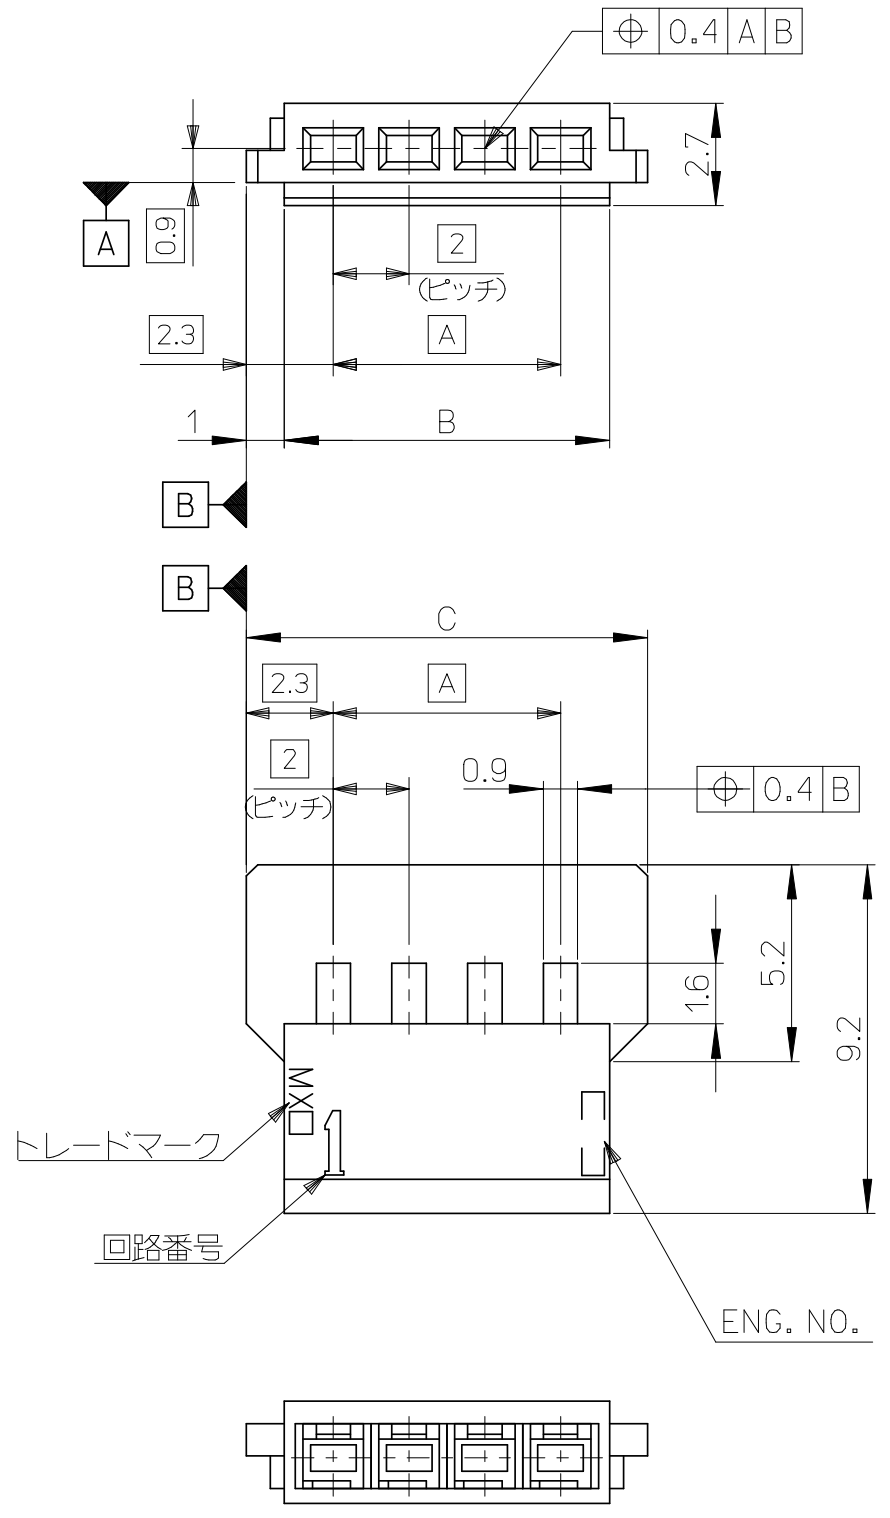 ⌖ 0.4 A B
2.7
0.9
A
2
(ピッチ)
2.3
A
1
B
B
B
C
2.3
A
2
(ピッチ)
0.9
⌖ 0.4 B
1.6
5.2
9.2
MX
1
トレードマーク
回路番号
ENG. NO.